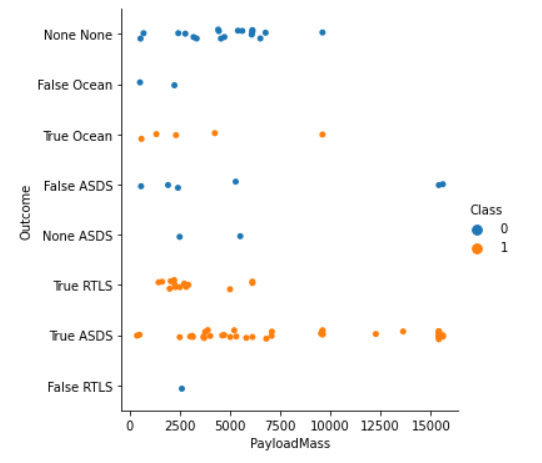 None None
False Ocean
True Ocean
False ASDS
None ASDS
True RTLS
True ASDS
False RTLS
Outcome
0
2500
5000
7500
10000
12500
15000
PayloadMass
Class
0
1